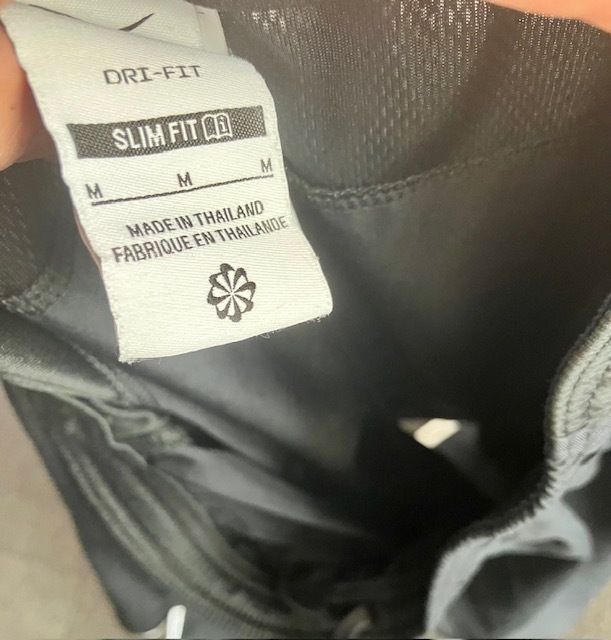 DRI-FIT
SLIM FIT
M M M
MADE IN THAILAND
FABRIQUE EN THAILANDE